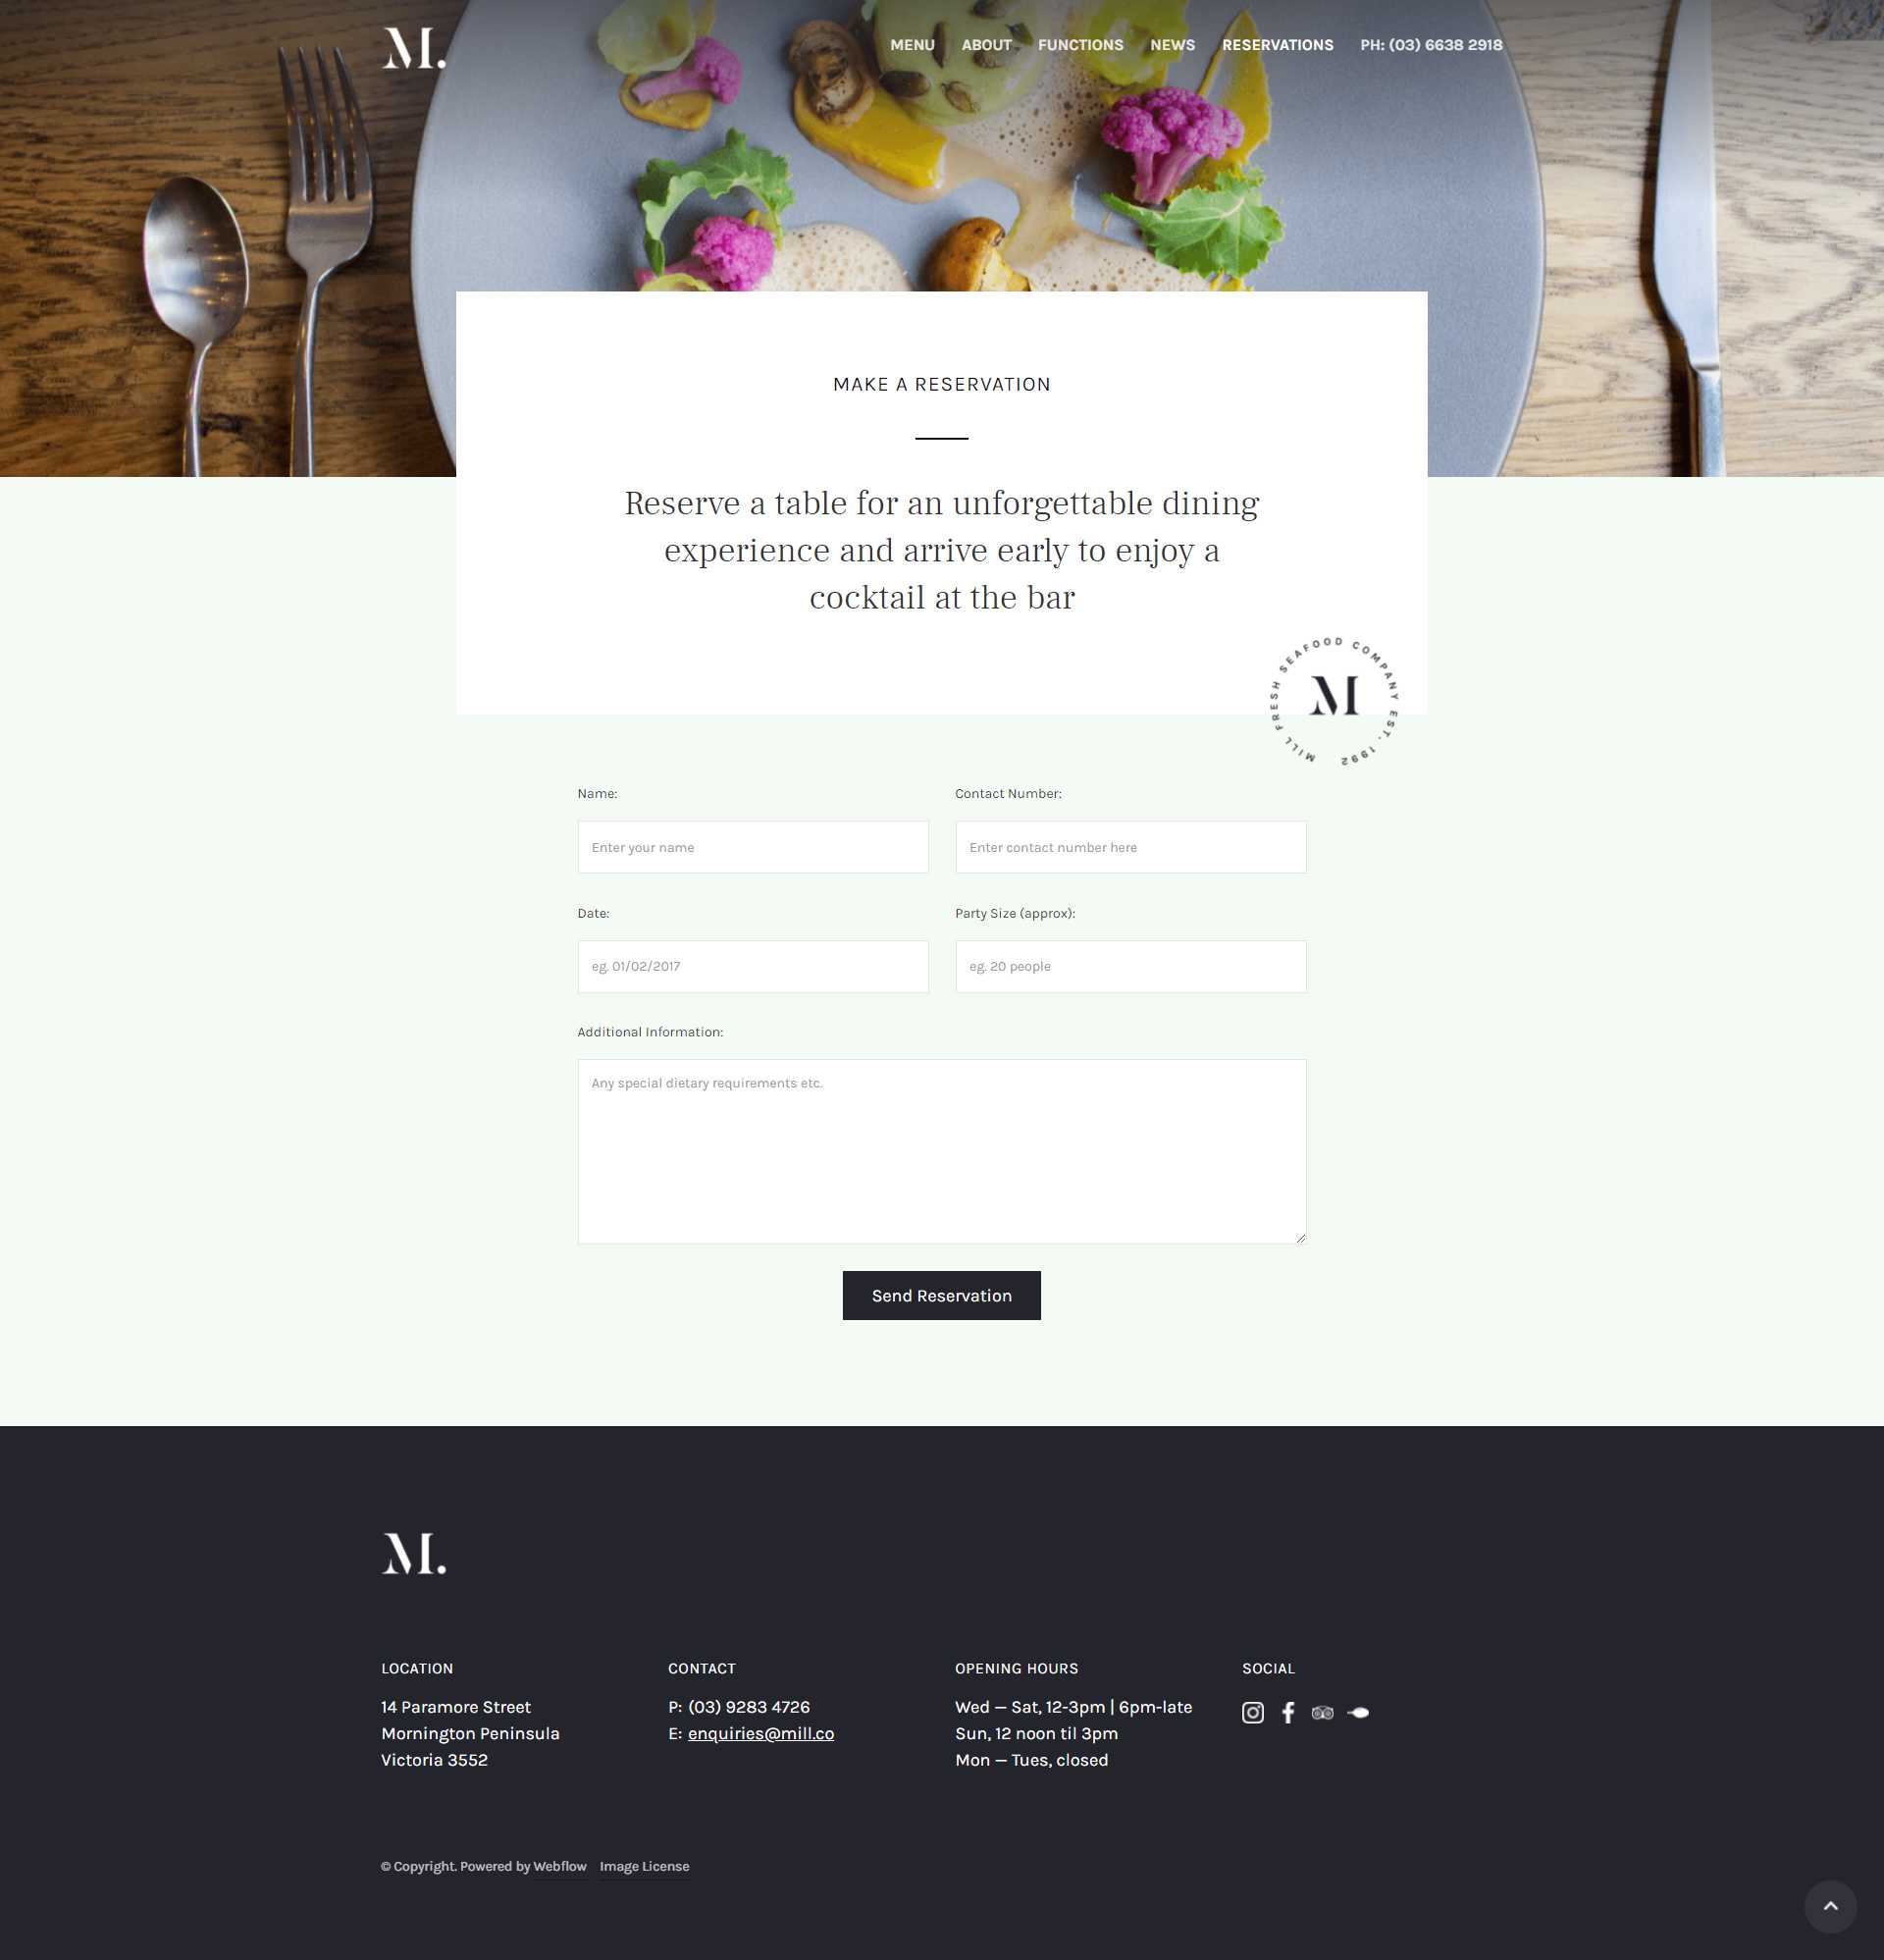 M.
MENU ABOUT FUNCTIONS NEWS RESERVATIONS PH: (03) 6638 2918
MAKE A RESERVATION
Reserve a table for an unforgettable dining
experience and arrive early to enjoy a
cocktail at the bar
MILL FRESH SEAFOOD COMPANY EST. 1992
M
Name:
Contact Number:
Enter your name
Enter contact number here
Date:
Party Size (approx):
eg. 01/02/2017
eg. 20 people
Additional Information:
Any special dietary requirements etc.
Send Reservation
M.
LOCATION
14 Paramore Street
Mornington Peninsula
Victoria 3552
CONTACT
P: (03) 9283 4726
E: enquiries@mill.co
OPENING HOURS
Wed — Sat, 12-3pm | 6pm-late
Sun, 12 noon til 3pm
Mon — Tues, closed
SOCIAL
© Copyright. Powered by Webflow Image License